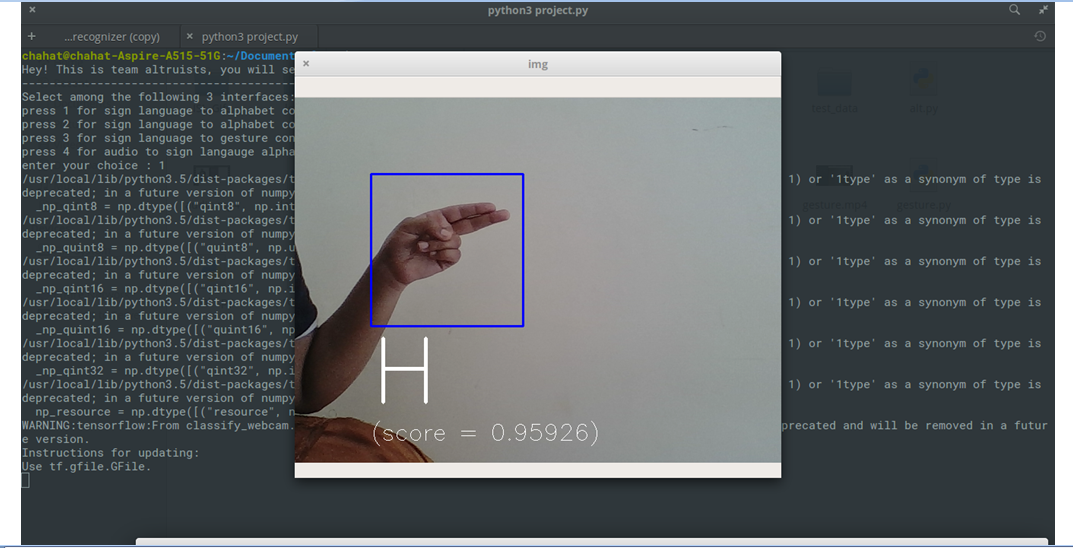 python3 project.py
...recognizer (copy)
python3 project.py
chahat@chahat-Aspire-A515-51G:~/Document
Hey! This is team altruists, you will se
Select among the following 3 interfaces:
press 1 for sign language to alphabet co
press 2 for sign language to alphabet co
press 3 for sign language to gesture con
press 4 for audio to sign langauge alpha
enter your choice : 1
/usr/local/lib/python3.5/dist-packages/t 1) or '1type' as a synonym of type is
deprecated; in a future version of numpy
_np_qint8 = np.dtype([("qint8", np.int
/usr/local/lib/python3.5/dist-packages/t 1) or '1type' as a synonym of type is
deprecated; in a future version of numpy
_np_quint8 = np.dtype([("quint8", np.u
/usr/local/lib/python3.5/dist-packages/t 1) or '1type' as a synonym of type is
deprecated; in a future version of numpy
_np_qint16 = np.dtype([("qint16", np.i
/usr/local/lib/python3.5/dist-packages/t 1) or '1type' as a synonym of type is
deprecated; in a future version of numpy
_np_quint16 = np.dtype([("quint16", np
/usr/local/lib/python3.5/dist-packages/t 1) or '1type' as a synonym of type is
deprecated; in a future version of numpy
_np_qint32 = np.dtype([("qint32", np.i
/usr/local/lib/python3.5/dist-packages/t 1) or '1type' as a synonym of type is
deprecated; in a future version of numpy
np_resource = np.dtype([("resource", n
WARNING:tensorflow:From classify_webcam. precated and will be removed in a futur
e version.
Instructions for updating:
Use tf.gfile.GFile.
img
H
(score = 0.95926)
test_data
alt.py
gesture.mp4
gesture.py